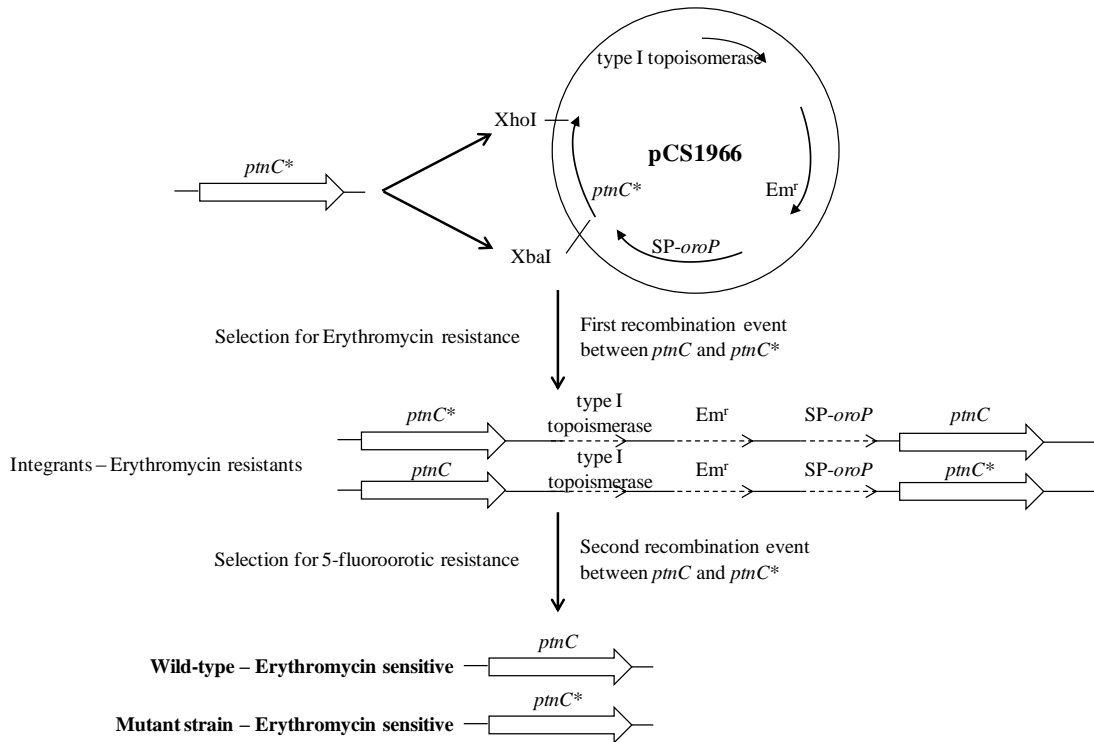 type I topoisomerase
XhoI
pCS1966
ptnC*
ptnC*
Emʳ
SP-oroP
XbaI
Selection for Erythromycin resistance
First recombination event
between ptnC and ptnC*
ptnC*
type I
topoismerase
Emʳ
SP-oroP
ptnC
Integrants – Erythromycin resistants
ptnC
type I
topoismerase
Emʳ
SP-oroP
ptnC*
Selection for 5-fluoroorotic resistance
Second recombination event
between ptnC and ptnC*
ptnC
Wild-type – Erythromycin sensitive
ptnC*
Mutant strain – Erythromycin sensitive